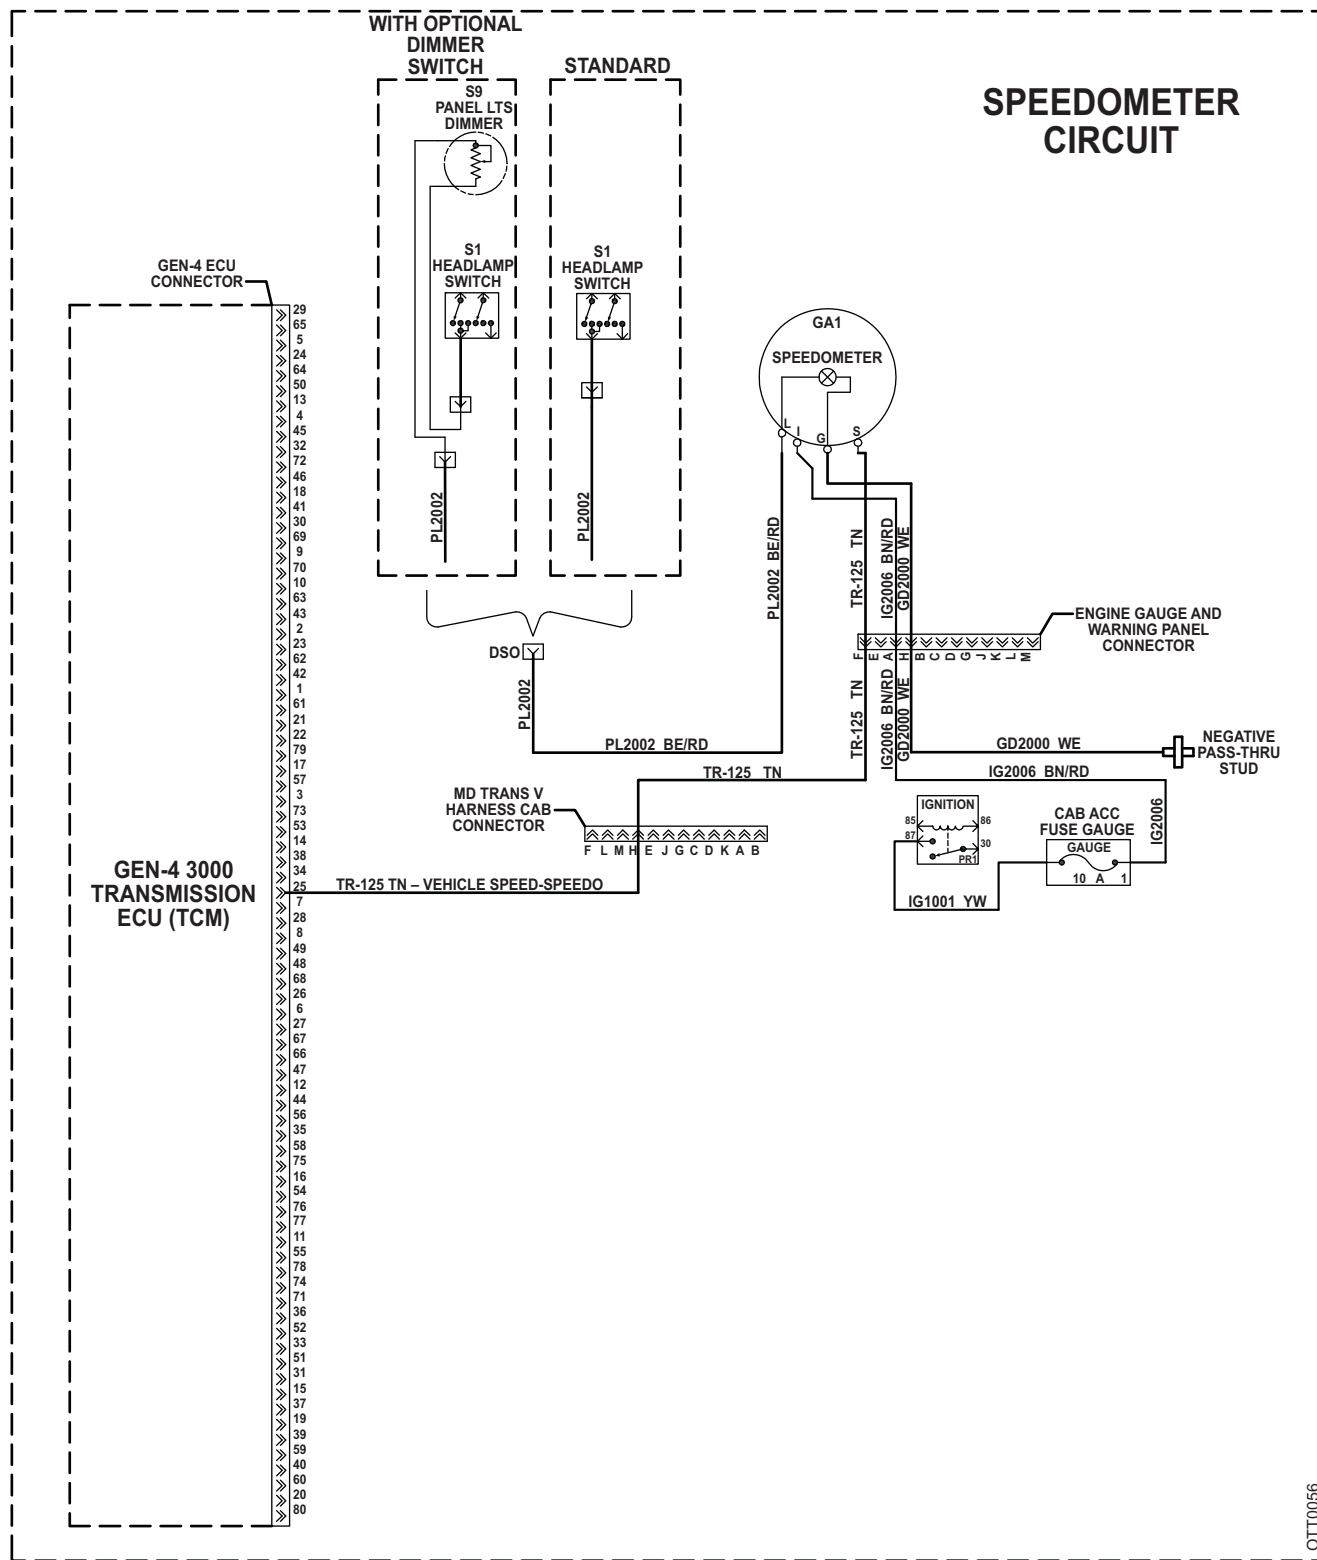 WITH OPTIONAL
DIMMER
SWITCH
STANDARD
SPEEDOMETER
CIRCUIT
S9
PANEL LTS
DIMMER
S1
HEADLAMP
SWITCH
S1
HEADLAMP
SWITCH
GEN-4 ECU
CONNECTOR
GA1
SPEEDOMETER
L
I
G
S
PL2002
PL2002
PL2002 BE/RD
TR-125 TN
IG2006 BN/RD
GD2000 WE
ENGINE GAUGE AND
WARNING PANEL
CONNECTOR
F
E
A
H
B
C
D
G
J
K
L
M
DSO
PL2002
PL2002 BE/RD
TR-125 TN
IG2006 BN/RD
GD2000 WE
GD2000 WE
NEGATIVE
PASS-THRU
STUD
TR-125 TN
IG2006 BN/RD
IG2006
MD TRANS V
HARNESS CAB
CONNECTOR
F L M H E J G C D K A B
IGNITION
85
86
87
30
PR1
CAB ACC
FUSE GAUGE
GAUGE
10 A 1
IG1001 YW
GEN-4 3000
TRANSMISSION
ECU (TCM)
TR-125 TN – VEHICLE SPEED-SPEEDO
29
65
5
24
64
50
13
4
45
32
72
46
18
41
30
69
9
70
10
63
43
2
23
62
42
1
61
21
22
79
17
57
3
73
53
14
38
34
25
7
28
8
49
48
68
26
6
27
67
66
47
12
44
56
35
58
75
16
54
76
77
11
55
78
74
71
36
52
33
51
31
15
37
19
39
59
40
60
20
80
OTT0056